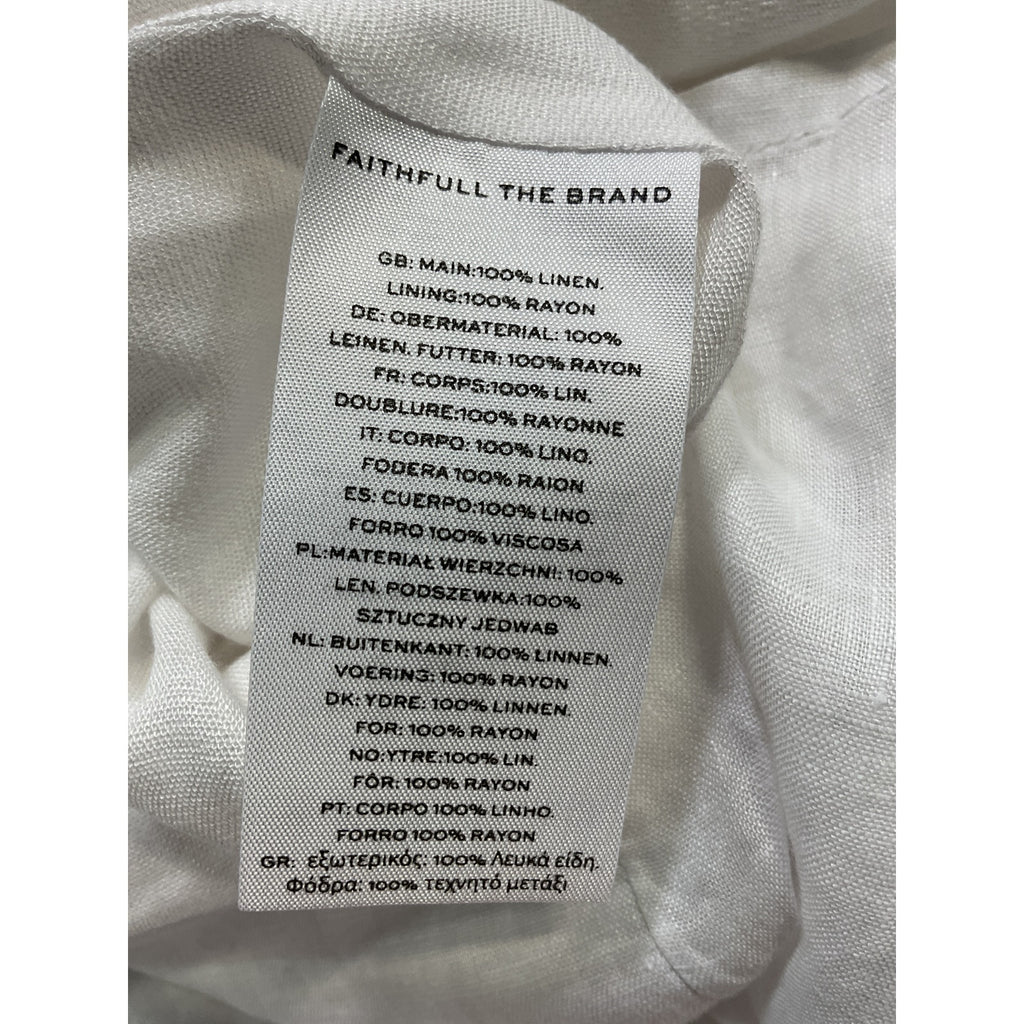 FAITHFULL THE BRAND
GB: MAIN:100% LINEN.
LINING:100% RAYON
DE: OBERMATERIAL: 100%
LEINEN. FUTTER: 100% RAYON
FR: CORPS:100% LIN.
DOUBLURE:100% RAYONNE
IT: CORPO: 100% LINO.
FODERA 100% RAION
ES: CUERPO:100% LINO.
FORRO 100% VISCOSA
PL:MATERIAŁ WIERZCHNI: 100%
LEN. PODSZEWKA:100%
SZTUCZNY JEDWAB
NL: BUITENKANT: 100% LINNEN.
VOERING: 100% RAYON
DK: YDRE: 100% LINNEN.
FOR: 100% RAYON
NO:YTRE:100% LIN.
FÔR: 100% RAYON
PT: CORPO 100% LINHO.
FORRO 100% RAYON
GR: εξωτερικός: 100% Λευκά είδη.
Φόδρα: 100% τεχνητό μετάξι